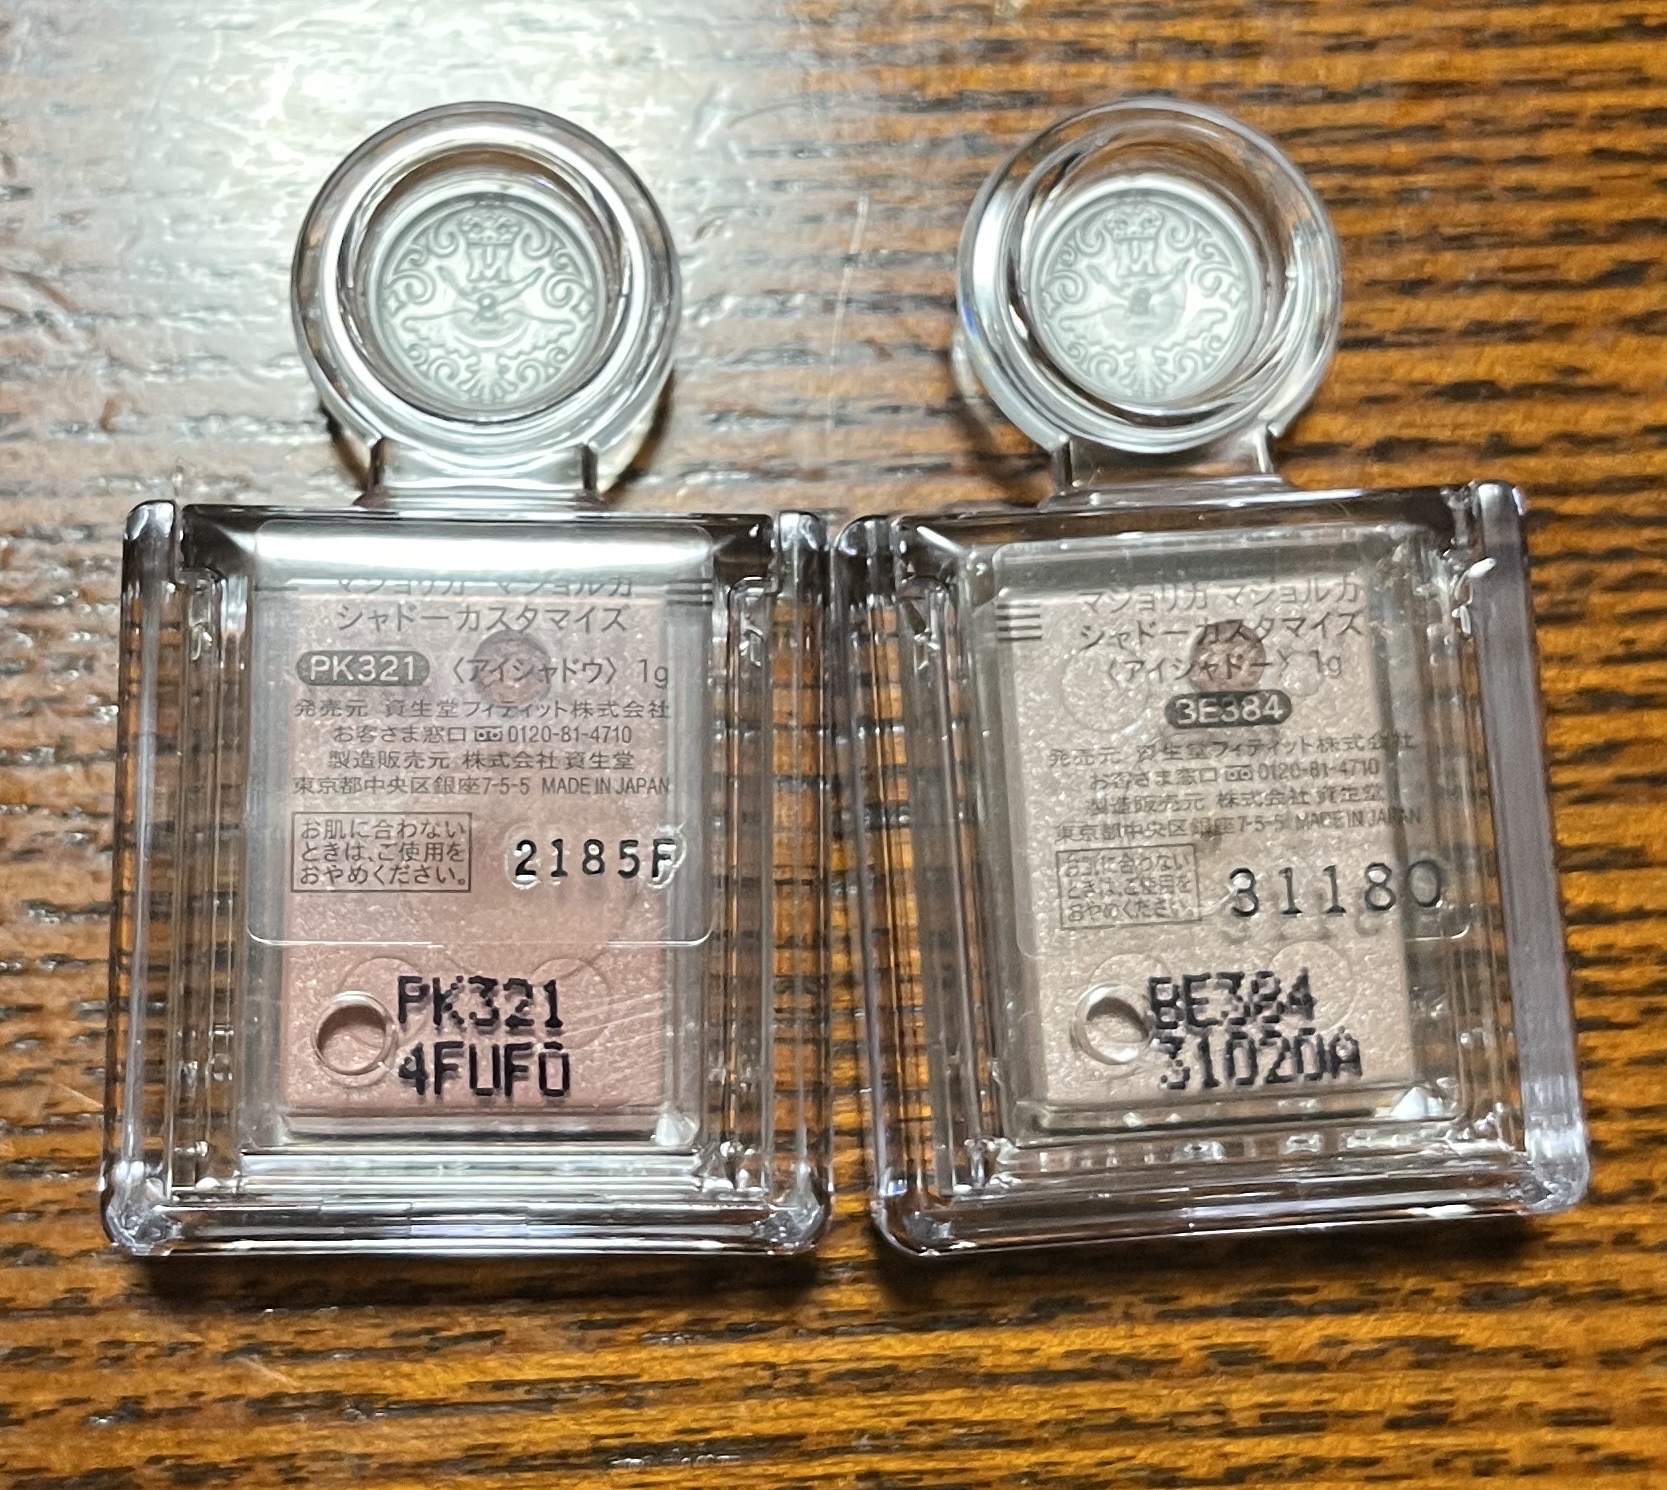 M
マジョリカ マジョルカ
シャドーカスタマイズ
PK321 〈アイシャドウ〉 1g
発売元 資生堂フィティット株式会社
お客さま窓口 0120-81-4710
製造販売元 株式会社 資生堂
東京都中央区銀座7-5-5 MADE IN JAPAN
お肌に合わない
ときは、ご使用を
おやめください。
2185F
PK321
4FUF0
M
マジョリカ マジョルカ
シャドーカスタマイズ
〈アイシャドー〉 1g
BE384
発売元 資生堂フィティット株式会社
お客さま窓口 0120-81-4710
製造販売元 株式会社 資生堂
東京都中央区銀座7-5-5 MADE IN JAPAN
お肌に合わない
ときは、ご使用を
おやめください。
31180
BE384
31020A